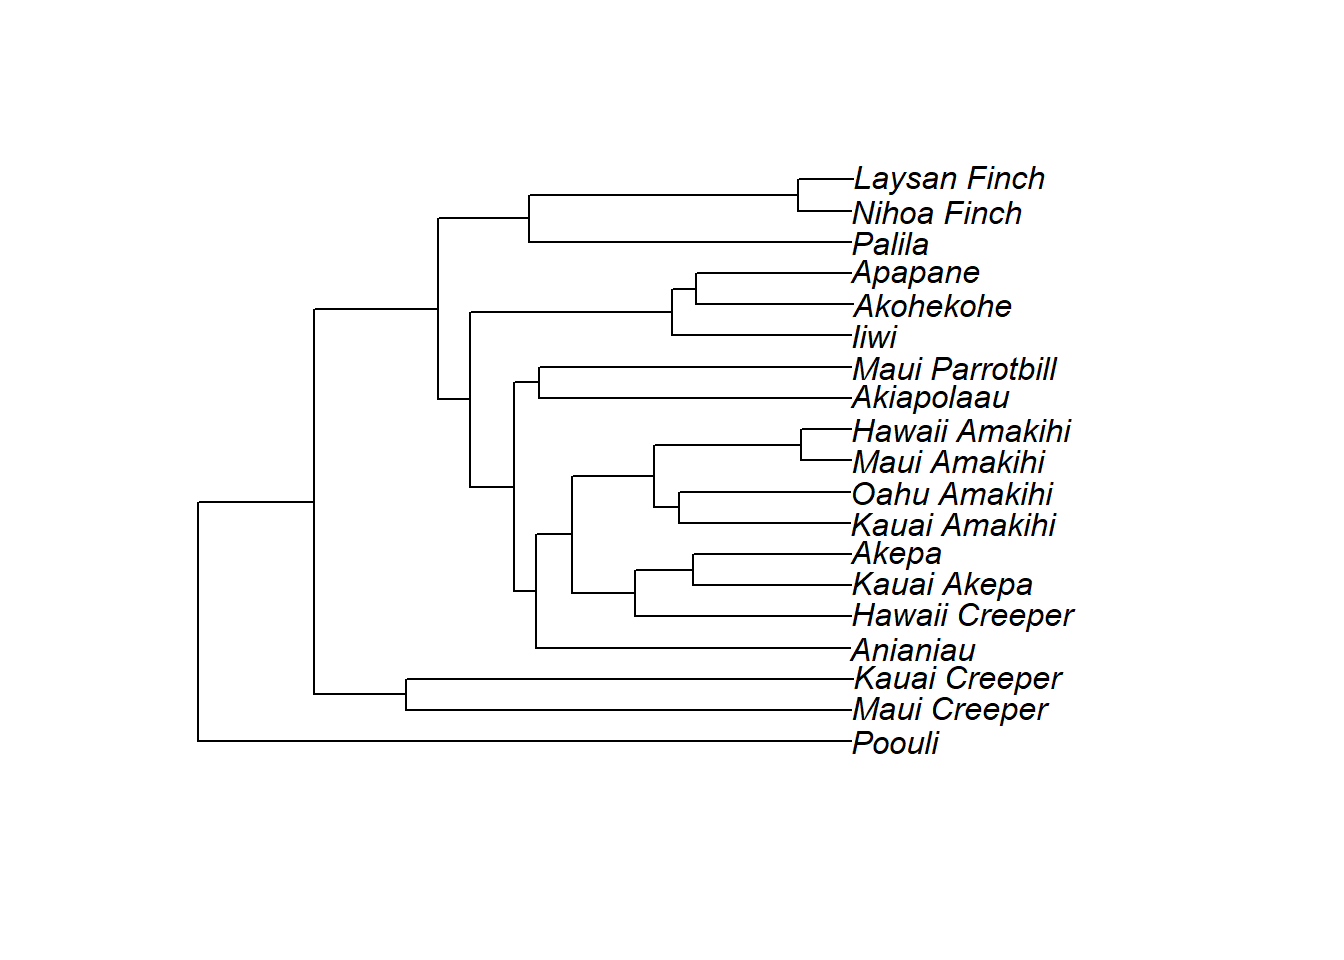 Laysan Finch
Nihoa Finch
Palila
Apapane
Akohekohe
Iiwi
Maui Parrotbill
Akiapolaau
Hawaii Amakihi
Maui Amakihi
Oahu Amakihi
Kauai Amakihi
Akepa
Kauai Akepa
Hawaii Creeper
Anianiau
Kauai Creeper
Maui Creeper
Poouli